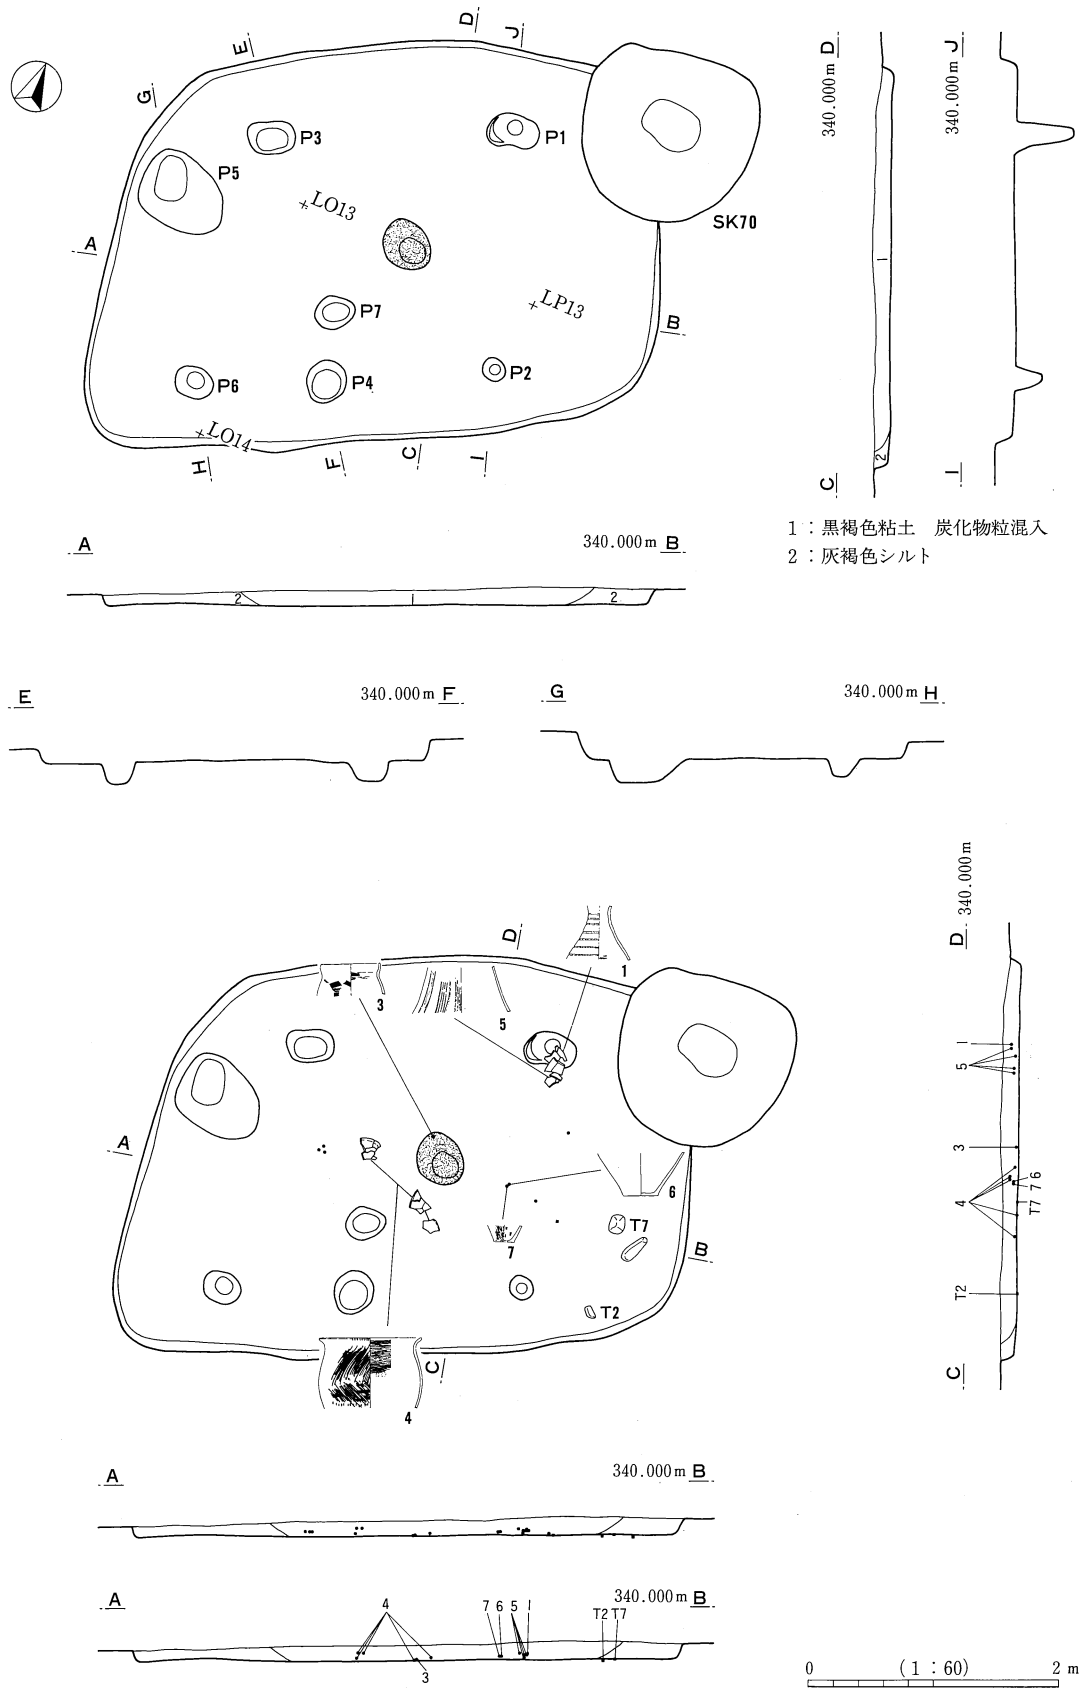 D
J
E
G
P3
P1
P5
LO13
SK70
A
P7
LP13
B
P6
P4
P2
LO14
H
F
C
I
340.000m D
1
2
C
340.000m J
I
1：黒褐色粘土　炭化物粒混入
2：灰褐色シルト
A
340.000m B
2
1
2
E
340.000m F
G
340.000m H
D
1
3
5
A
6
T7
7
B
T2
C
4
D 340.000m
1
5
3
6
7
4
T7
T2
C
A
340.000m B
A
340.000m B
4
7 6 5 1
T2 T7
3
0 (1：60) 2 m